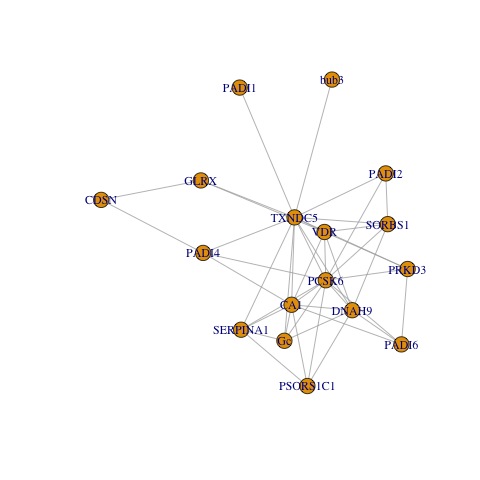 bub3
PADI1
PADI2
GLRX
CDSN
TXNDC5
SORBS1
VDR
PADI4
PRKD3
PCSK6
CA1
DNAH9
SERPINA1
Gc
PADI6
PSORS1C1